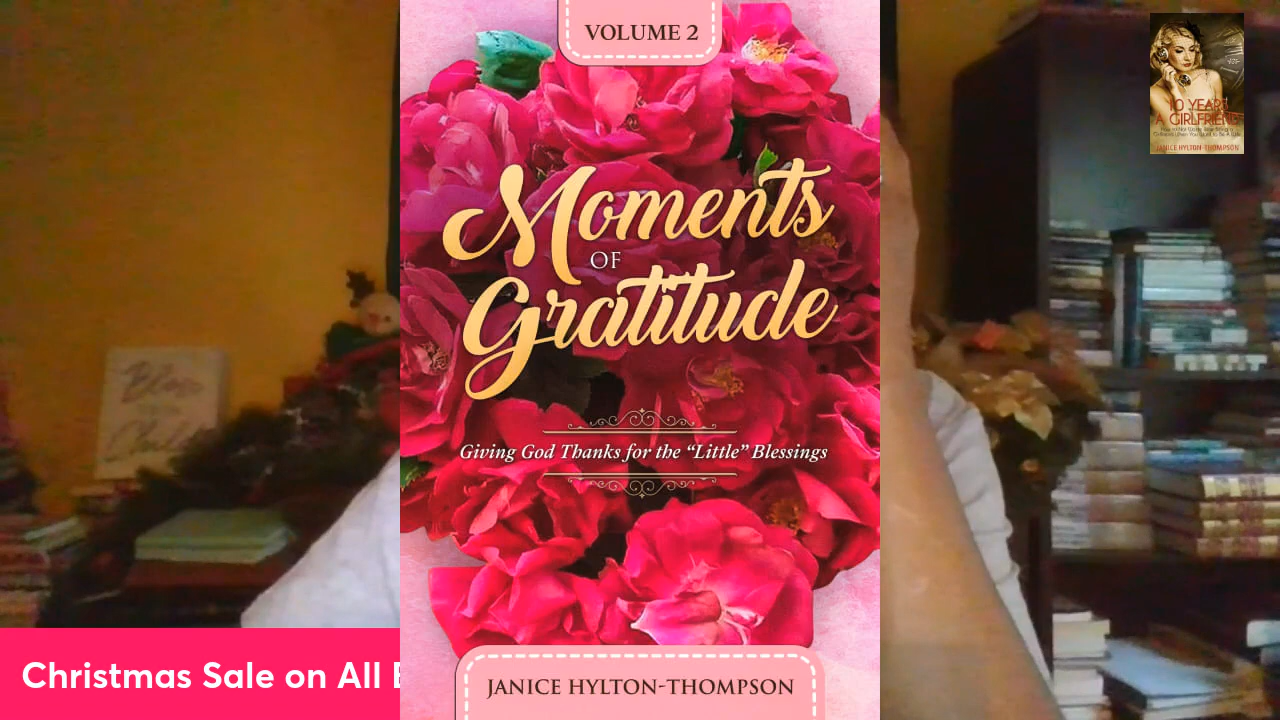 VOLUME 2
Moments
OF
Gratitude
Giving God Thanks for the “Little” Blessings
JANICE HYLTON-THOMPSON
10 YEARS
A GIRLFRIEND
JANICE HYLTON-THOMPSON
Bless
Christmas Sale on All